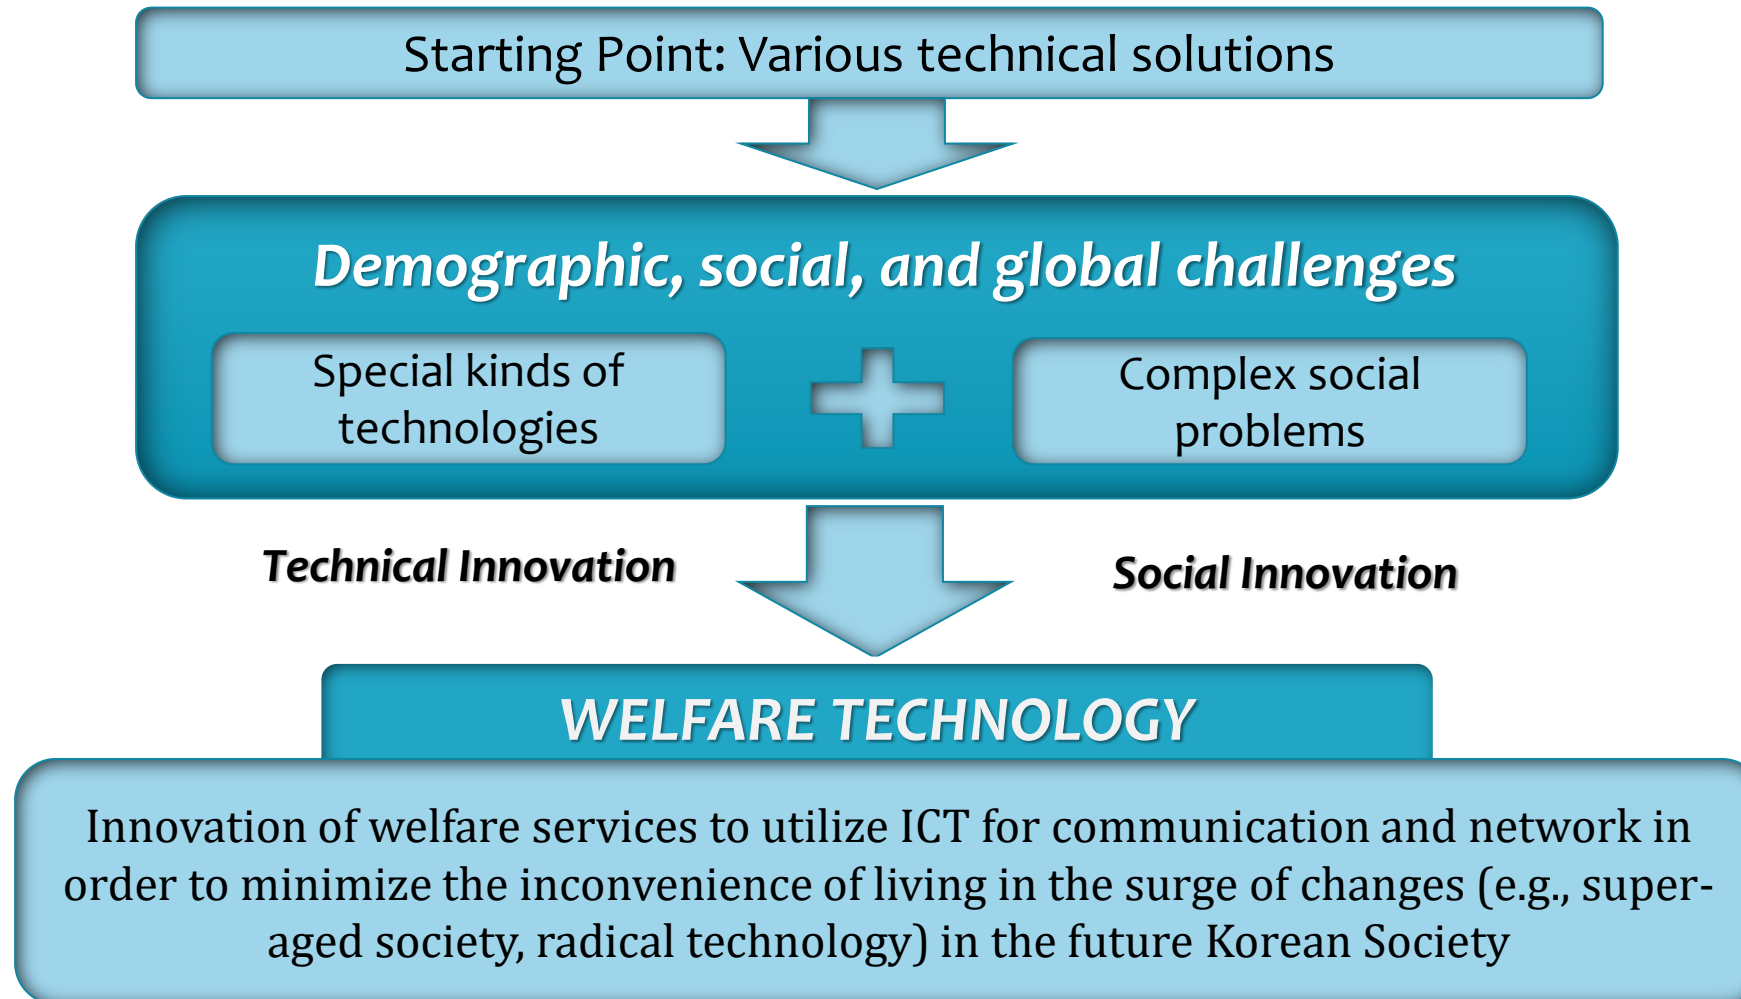 Starting Point: Various technical solutions
Demographic, social, and global challenges
Special kinds of
technologies
Complex social
problems
Technical Innovation
Social Innovation
WELFARE TECHNOLOGY
Innovation of welfare services to utilize ICT for communication and network in
order to minimize the inconvenience of living in the surge of changes (e.g., super-
aged society, radical technology) in the future Korean Society